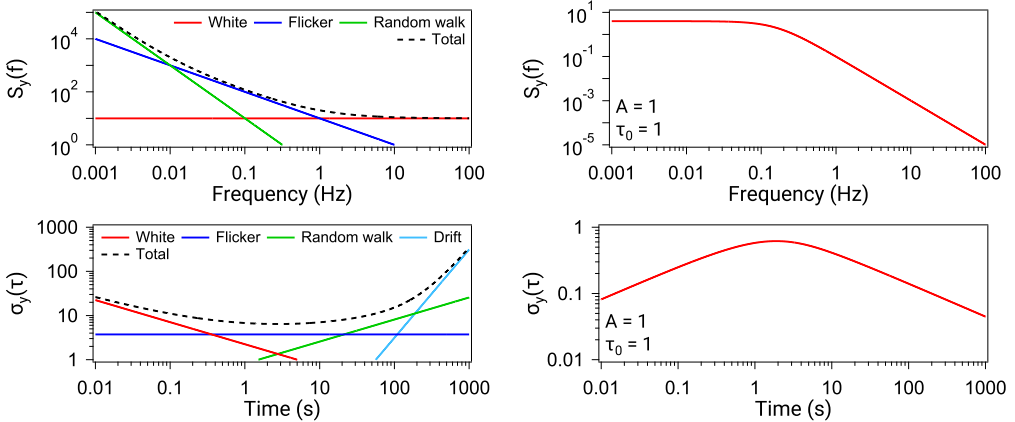 White Flicker Random walk
Total
S_y(f)
10^4
10^2
10^0
0.001 0.01 0.1 1 10 100
Frequency (Hz)
S_y(f)
10^1
10^-1
10^-3
10^-5
A = 1
τ_0 = 1
0.001 0.01 0.1 1 10 100
Frequency (Hz)
White Flicker Random walk Drift
Total
σ_y(τ)
1000
100
10
1
0.01 0.1 1 10 100 1000
Time (s)
σ_y(τ)
1
0.1
0.01
A = 1
τ_0 = 1
0.01 0.1 1 10 100 1000
Time (s)